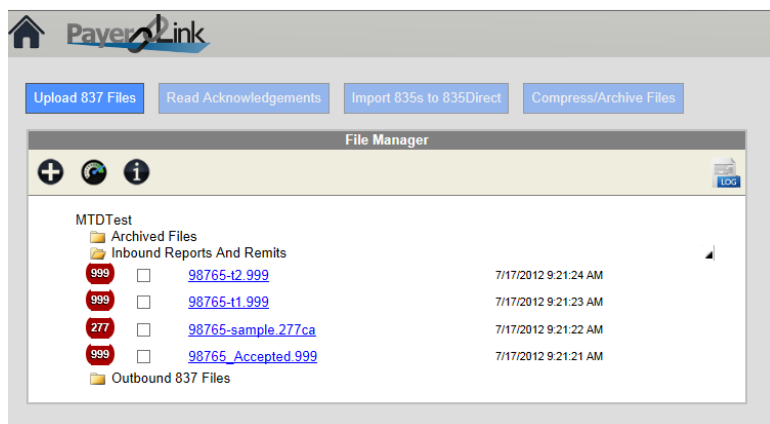 PayerLink
Upload 837 Files Read Acknowledgements Import 835s to 835Direct Compress/Archive Files
File Manager
LOG
MTDTest
Archived Files
Inbound Reports And Remits
999 98765-t2.999 7/17/2012 9:21:24 AM
999 98765-t1.999 7/17/2012 9:21:23 AM
277 98765-sample.277ca 7/17/2012 9:21:22 AM
999 98765_Accepted.999 7/17/2012 9:21:21 AM
Outbound 837 Files